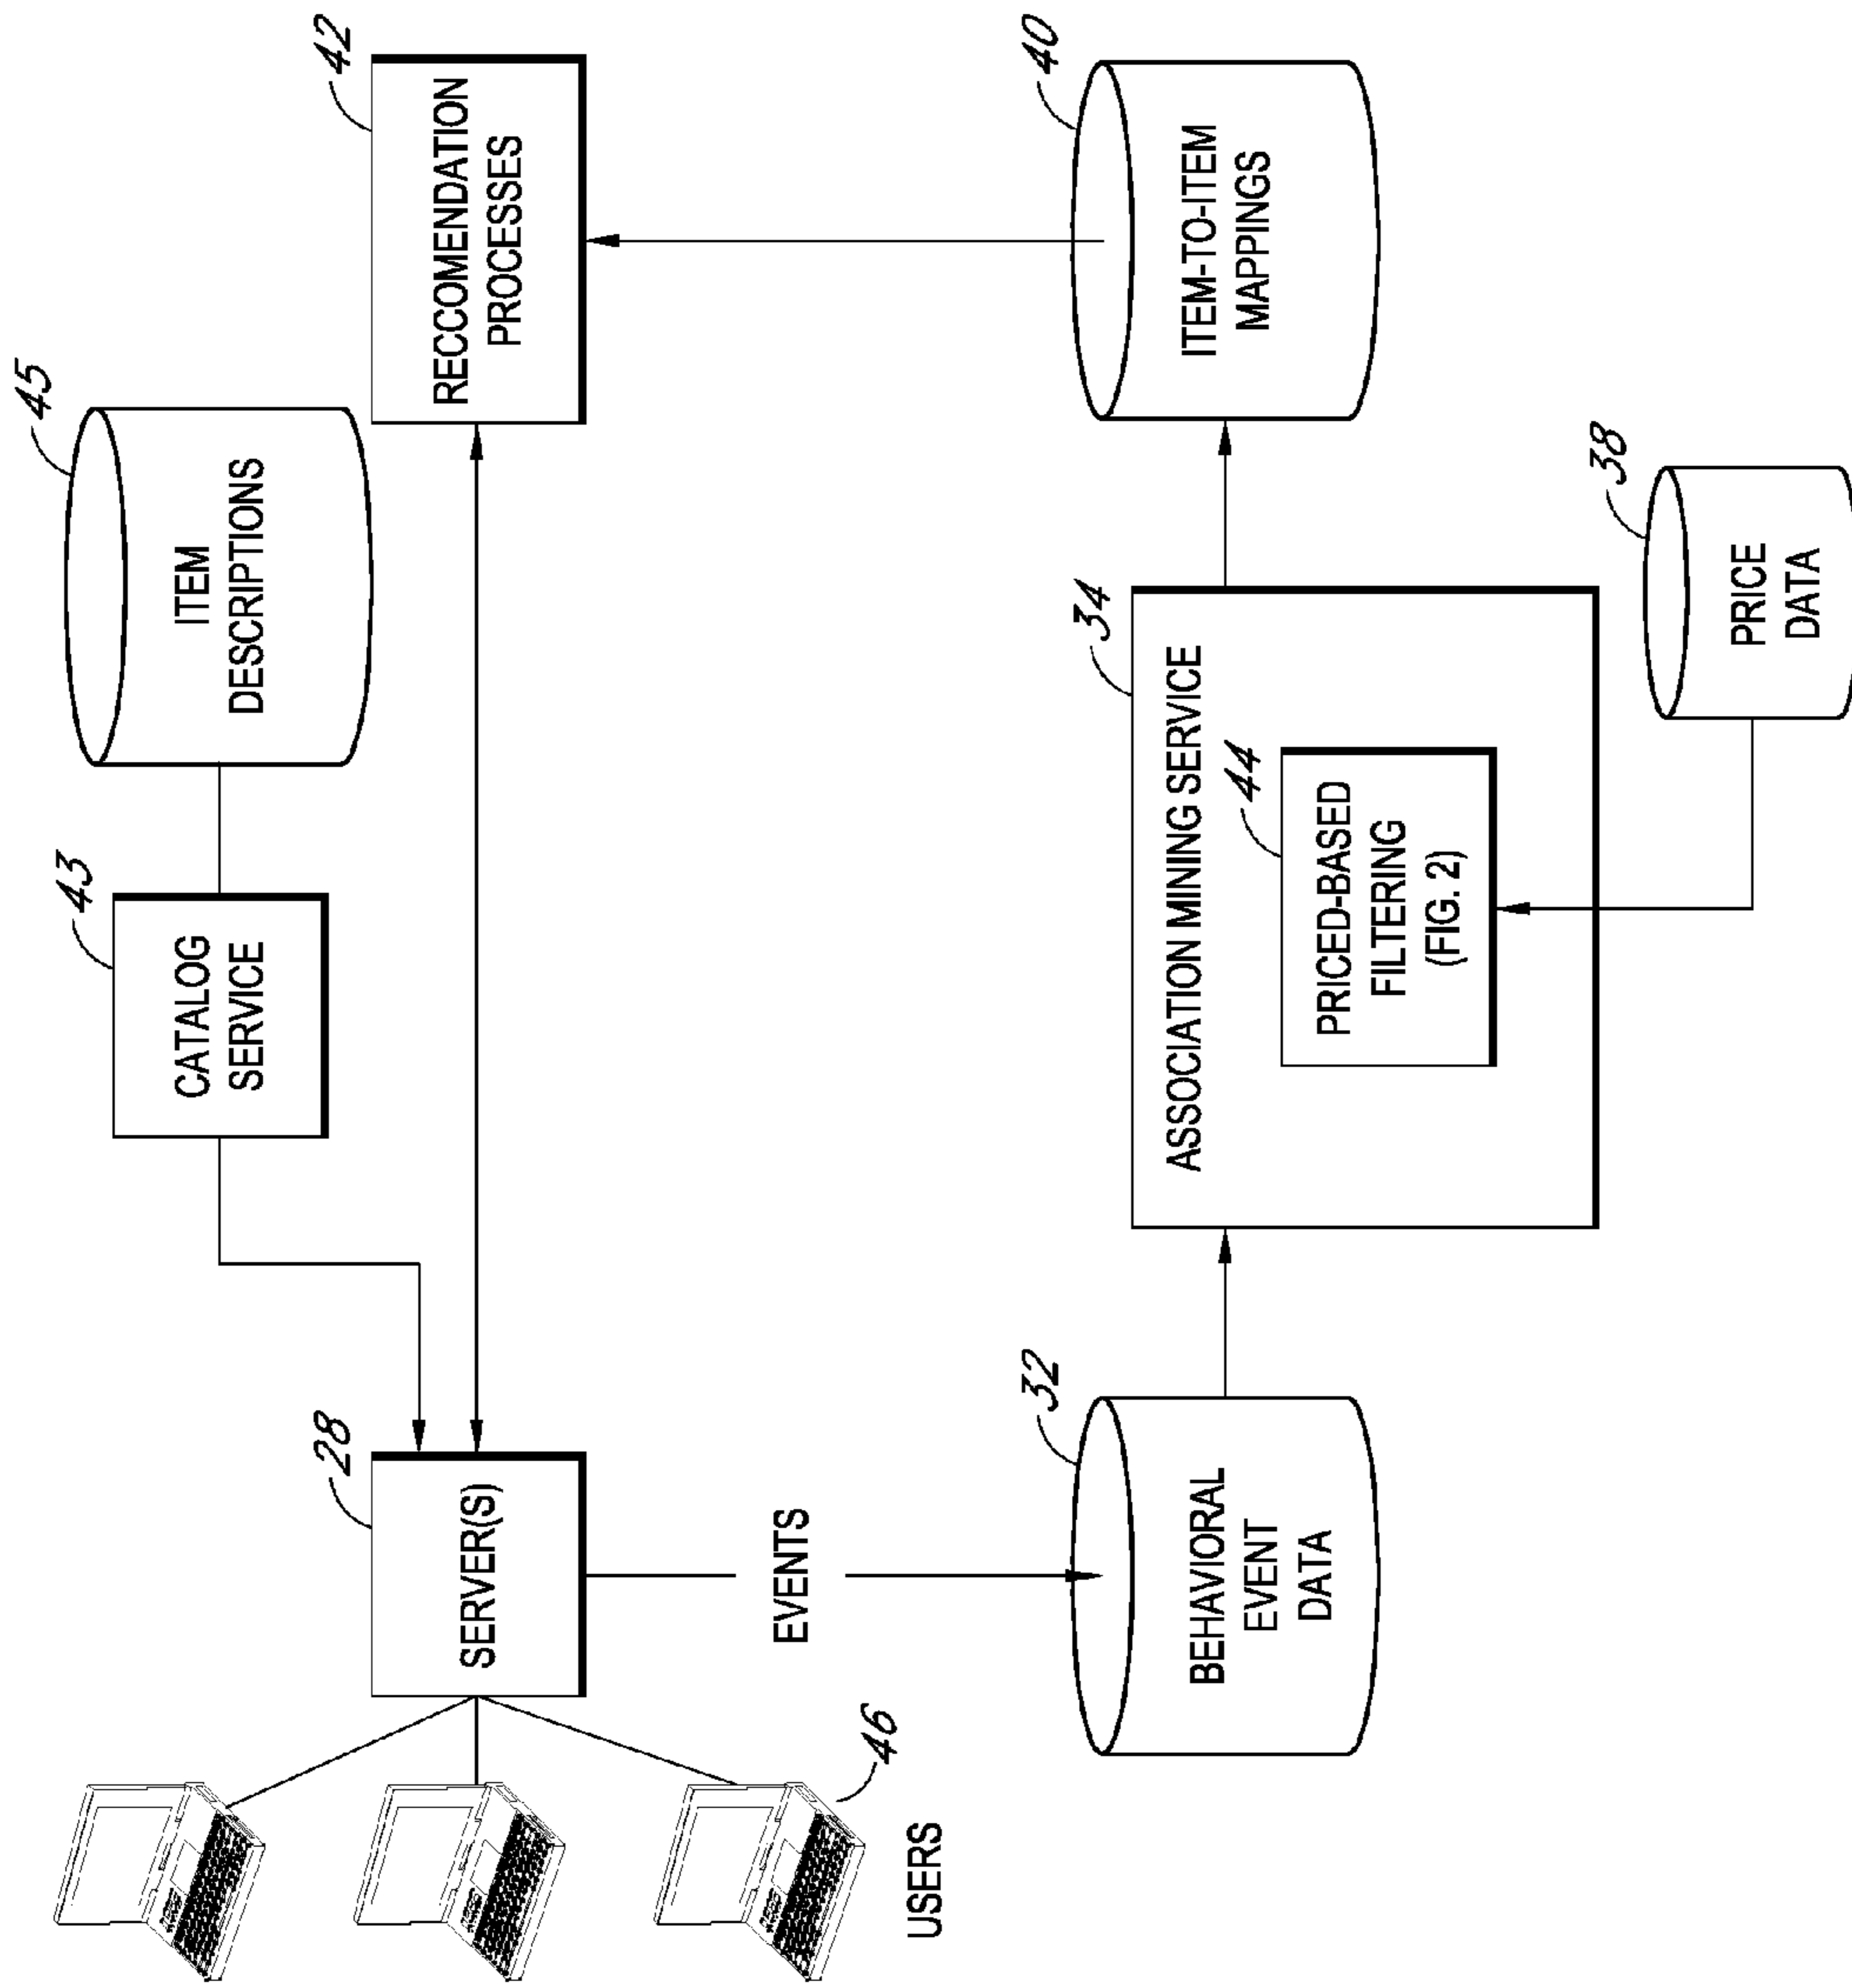 45
ITEM
DESCRIPTIONS
43
CATALOG
SERVICE
42
RECCOMENDATION
PROCESSES
28
SERVER(S)
46
USERS
EVENTS
32
BEHAVIORAL
EVENT
DATA
34
ASSOCIATION MINING SERVICE
44
PRICED-BASED
FILTERING
(FIG. 2)
40
ITEM-TO-ITEM
MAPPINGS
38
PRICE
DATA